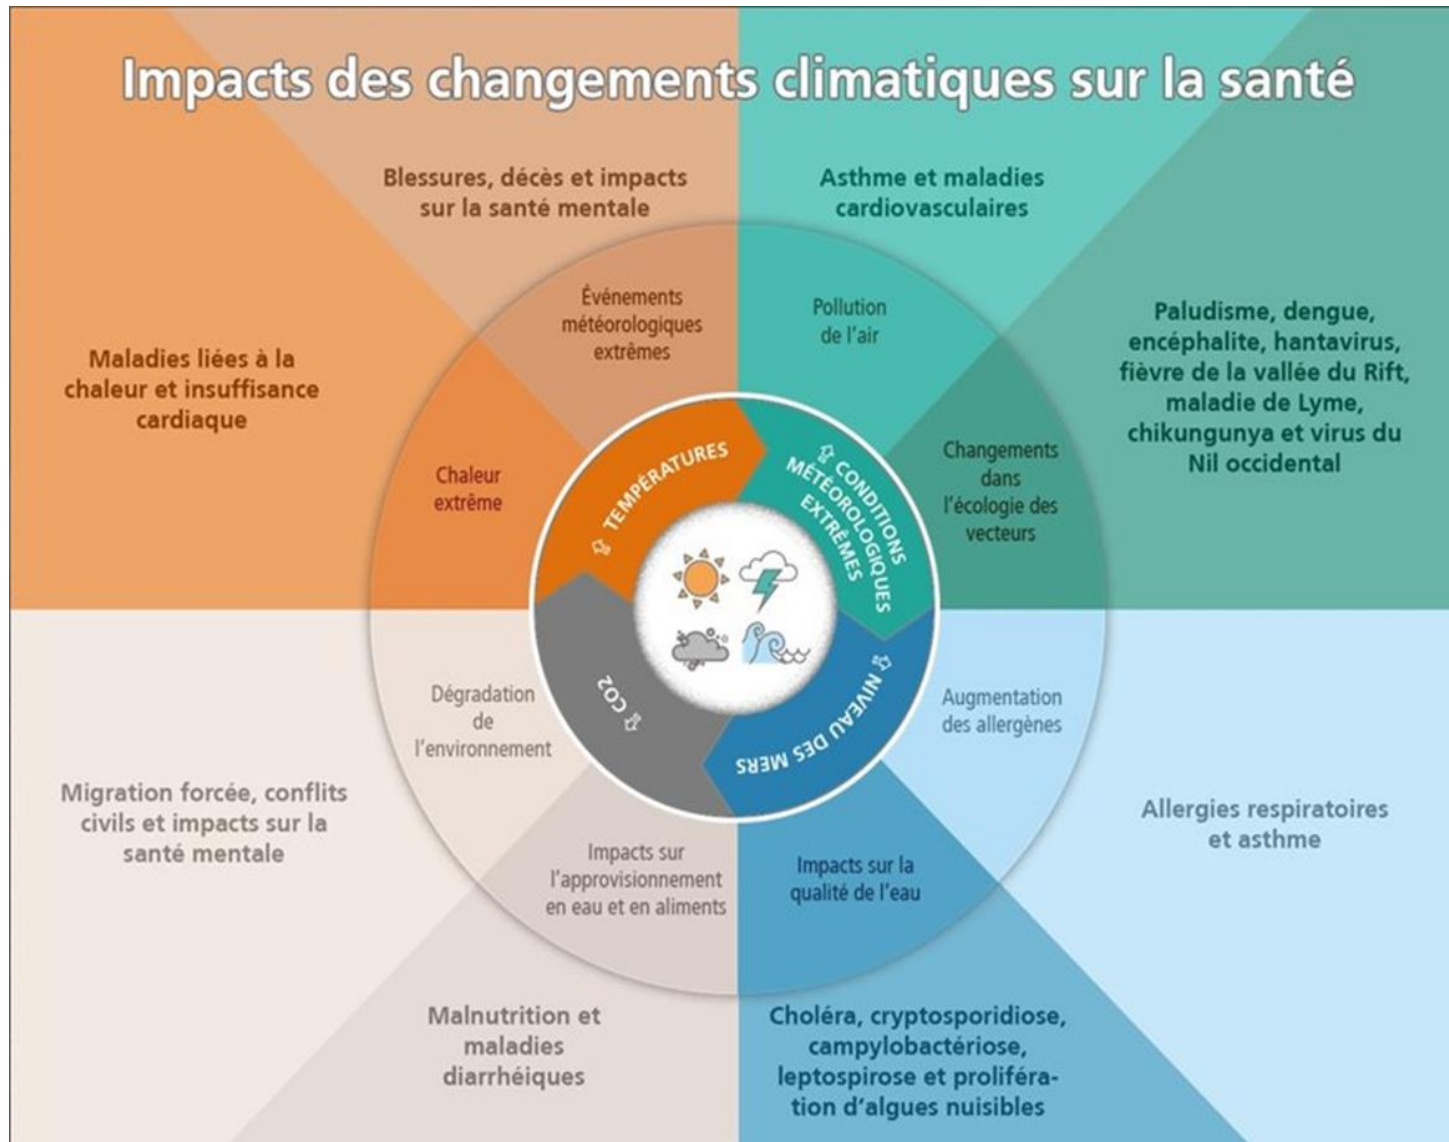 Impacts des changements climatiques sur la santé
Blessures, décès et impacts
sur la santé mentale
Asthme et maladies
cardiovasculaires
Événements
météorologiques
extrêmes
Pollution
de l'air
Maladies liées à la
chaleur et insuffisance
cardiaque
Paludisme, dengue,
encéphalite, hantavirus,
fièvre de la vallée du Rift,
maladie de Lyme,
chikungunya et virus du
Nil occidental
Chaleur
extrême
Changements
dans
l'écologie des
vecteurs
⇧ TEMPÉRATURES
⇧ CONDITIONS
MÉTÉOROLOGIQUES
EXTRÊMES
⇧ NIVEAU DES MERS
⇧ CO2
Dégradation
de
l'environnement
Augmentation
des allergènes
Migration forcée, conflits
civils et impacts sur la
santé mentale
Allergies respiratoires
et asthme
Impacts sur
l'approvisionnement
en eau et en aliments
Impacts sur la
qualité de l'eau
Malnutrition et
maladies
diarrhéiques
Choléra, cryptosporidiose,
campylobactériose,
leptospirose et proliféra-
tion d'algues nuisibles